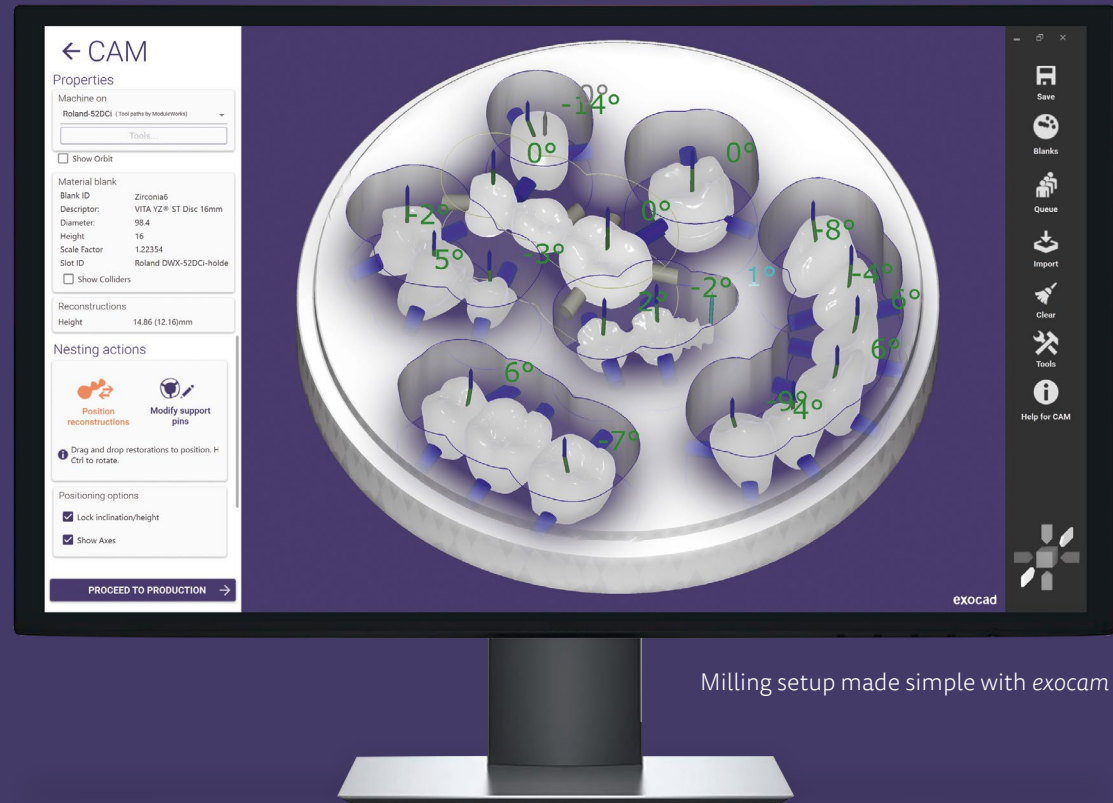 ← CAM
Properties
Machine on
Roland-52DCi ( Tool paths by ModuleWorks)
Tools...
Show Orbit
Material blank
Blank ID Zirconia6
Descriptor: VITA YZ® ST Disc 16mm
Diameter: 98.4
Height 16
Scale Factor 1.22354
Slot ID Roland DWX-52DCi-holde
Show Colliders
Reconstructions
Height 14.86 (12.16)mm
Nesting actions
Position
reconstructions
Modify support
pins
Drag and drop restorations to position. H
Ctrl to rotate.
Positioning options
Lock inclination/height
Show Axes
PROCEED TO PRODUCTION →
0°
-14°
0°
0°
-2°
0°
-8°
5°
-3°
1°
-4°
-2°
2°
6°
6°
6°
-9°
4°
-7°
exocad
Save
Blanks
Queue
Import
Clear
Tools
Help for CAM
Milling setup made simple with exocam